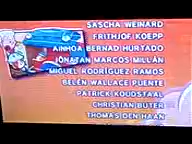 SASCHA WEINARD
FRITHJOF KOEPP
AINHOA BERNAD HURTADO
JONATAN MARCOS MILLÁN
MIGUEL RODRÍGUEZ RAMOS
BELÉN WALLACE PUENTE
PATRICK KOUDSTAAL
CHRISTIAN BÜTER
THOMAS DEN HAAN